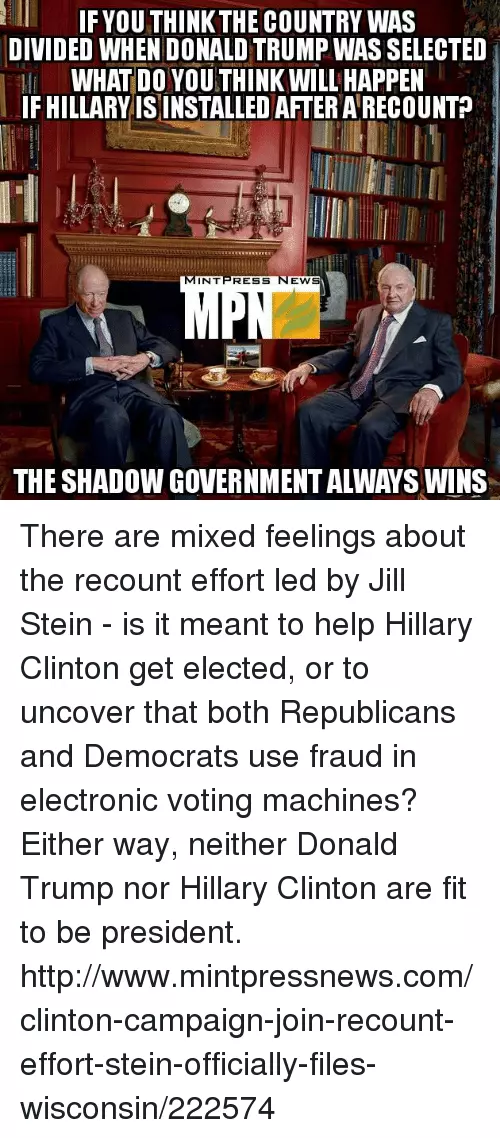 IF YOU THINK THE COUNTRY WAS
DIVIDED WHEN DONALD TRUMP WAS SELECTED
WHAT DO YOU THINK WILL HAPPEN
IF HILLARY IS INSTALLED AFTER A RECOUNT?
MINTPRESS NEWS
MPN
THE SHADOW GOVERNMENT ALWAYS WINS
There are mixed feelings about
the recount effort led by Jill
Stein - is it meant to help Hillary
Clinton get elected, or to
uncover that both Republicans
and Democrats use fraud in
electronic voting machines?
Either way, neither Donald
Trump nor Hillary Clinton are fit
to be president.
http://www.mintpressnews.com/
clinton-campaign-join-recount-
effort-stein-officially-files-
wisconsin/222574